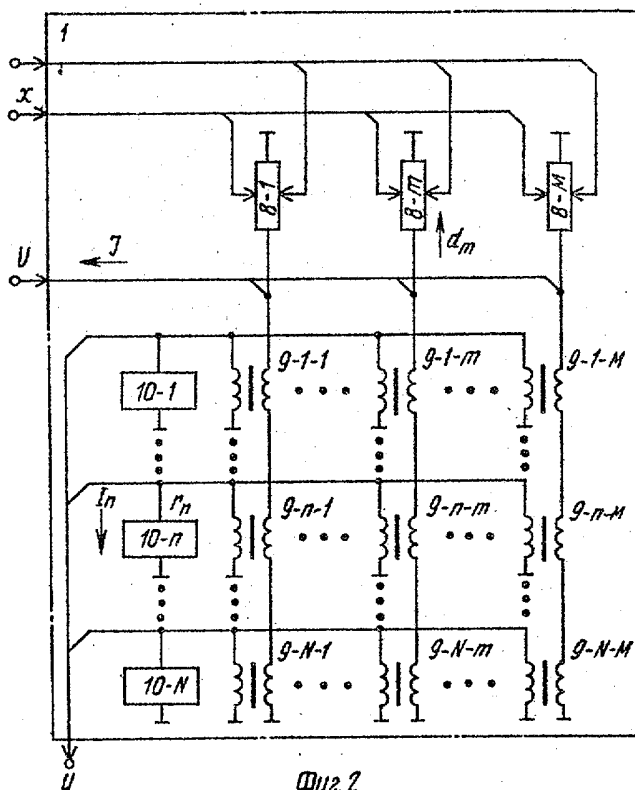 1
x
8-1
8-m
8-M
d_m
U
J
9-1-1
9-1-m
9-1-M
10-1
I_n
r_n
9-n-1
9-n-m
9-n-M
10-n
9-N-1
9-N-m
9-N-M
10-N
U
Фиг.2